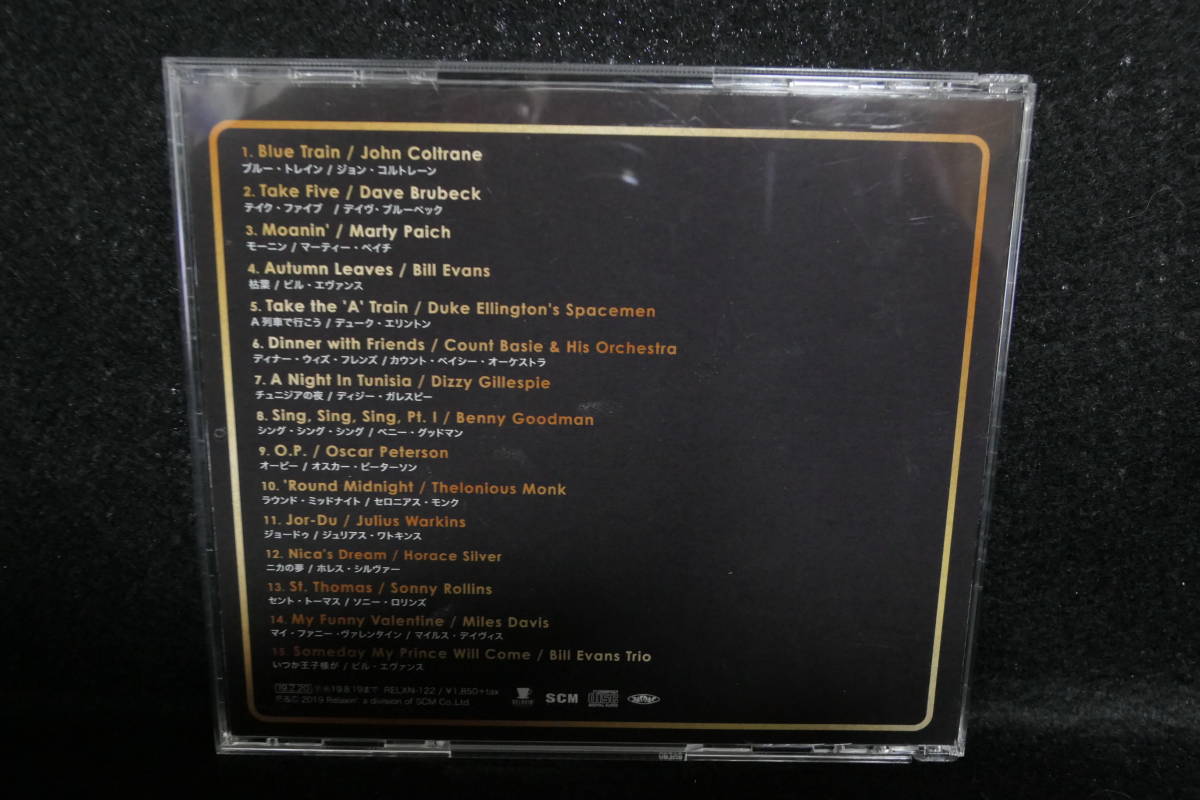 1. Blue Train / John Coltrane
ブルー・トレイン / ジョン・コルトレーン
2. Take Five / Dave Brubeck
テイク・ファイブ / デイヴ・ブルーベック
3. Moanin' / Marty Paich
モーニン / マーティー・ペイチ
4. Autumn Leaves / Bill Evans
枯葉 / ビル・エヴァンス
5. Take the 'A' Train / Duke Ellington's Spacemen
A 列車で行こう / デューク・エリントン
6. Dinner with Friends / Count Basie & His Orchestra
ディナー・ウィズ・フレンズ / カウント・ベイシー・オーケストラ
7. A Night In Tunisia / Dizzy Gillespie
チュニジアの夜 / ディジー・ガレスピー
8. Sing, Sing, Sing, Pt. I / Benny Goodman
シング・シング・シング / ベニー・グッドマン
9. O.P. / Oscar Peterson
オーピー / オスカー・ピーターソン
10. 'Round Midnight / Thelonious Monk
ラウンド・ミッドナイト / セロニアス・モンク
11. Jor-Du / Julius Warkins
ジョードゥ / ジュリアス・ワトキンス
12. Nica's Dream / Horace Silver
ニカの夢 / ホレス・シルヴァー
13. St. Thomas / Sonny Rollins
セント・トーマス / ソニー・ロリンズ
14. My Funny Valentine / Miles Davis
マイ・ファニー・ヴァレンタイン / マイルス・デイヴィス
15. Someday My Prince Will Come / Bill Evans Trio
いつか王子様が / ビル・エヴァンス
19.2.20 19.8.19まで RELXN-122 / ¥1,850+tax
2019 Relaxin' a division of SCM Co.,Ltd.
SCM
COMPACT DISC DIGITAL AUDIO